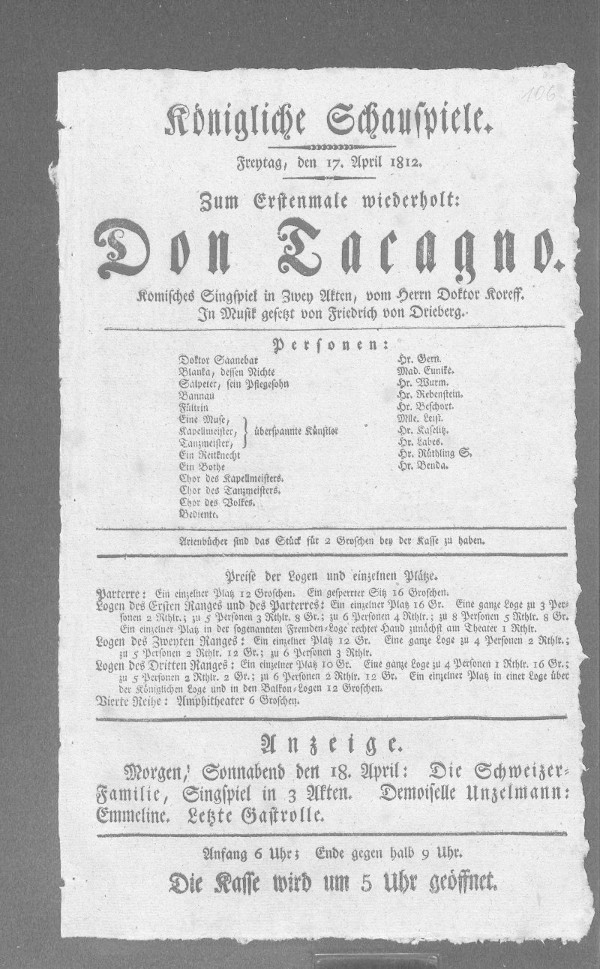 106
Königliche Schauspiele.
Freytag, den 17. April 1812.
Zum Erstenmale wiederholt:
Don Tacagno.
Komisches Singspiel in Zwey Akten, vom Herrn Doktor Koreff.
In Musik gesetzt von Friedrich von Drieberg.
Personen:
Doktor Saanebar Hr. Gern.
Blanka, dessen Nichte Mad. Eunike.
Salpeter, sein Pflegesohn Hr. Wurm.
Bannau Hr. Rebenstein.
Fültrin Hr. Beschort.
Eine Muse, Mlle. Leist.
Kapellmeister, } überspannte Künstler Hr. Kaselitz.
Tanzmeister, Hr. Labes.
Ein Reitknecht Hr. Rüthling S.
Ein Bothe Hr. Benda.
Chor des Kapellmeisters.
Chor des Tanzmeisters.
Chor des Volkes.
Bediente.
Arienbücher sind das Stück für 2 Groschen bey der Kasse zu haben.
Preise der Logen und einzelnen Plätze.
Parterre: Ein einzelner Platz 12 Groschen. Ein gesperrter Sitz 16 Groschen.
Logen des Ersten Ranges und des Parterres: Ein einzelner Platz 16 Gr. Eine ganze Loge zu 3 Per-
sonen 2 Rthlr.; zu 5 Personen 3 Rthlr. 8 Gr.; zu 6 Personen 4 Rthlr.; zu 8 Personen 5 Rthlr. 8 Gr.
Ein einzelner Platz in der sogenannten Fremden-Loge rechter Hand zunächst am Theater 1 Rthlr.
Logen des Zweyten Ranges: Ein einzelner Platz 12 Gr. Eine ganze Loge zu 4 Personen 2 Rthlr.;
zu 5 Personen 2 Rthlr. 12 Gr.; zu 6 Personen 3 Rthlr.
Logen des Dritten Ranges: Ein einzelner Platz 10 Gr. Eine ganze Loge zu 4 Personen 1 Rthlr. 16 Gr.;
zu 5 Personen 2 Rthlr. 2 Gr.; zu 6 Personen 2 Rthlr. 12 Gr. Ein einzelner Platz in einer Loge über
der Königlichen Loge und in den Balkon-Logen 12 Groschen.
Vierte Reihe: Amphitheater 6 Groschen.
Anzeige.
Morgen, Sonnabend den 18. April: Die Schweizer-
Familie, Singspiel in 3 Akten. Demoiselle Unzelmann:
Emmeline. Letzte Gastrolle.
Anfang 6 Uhr; Ende gegen halb 9 Uhr.
Die Kasse wird um 5 Uhr geöffnet.